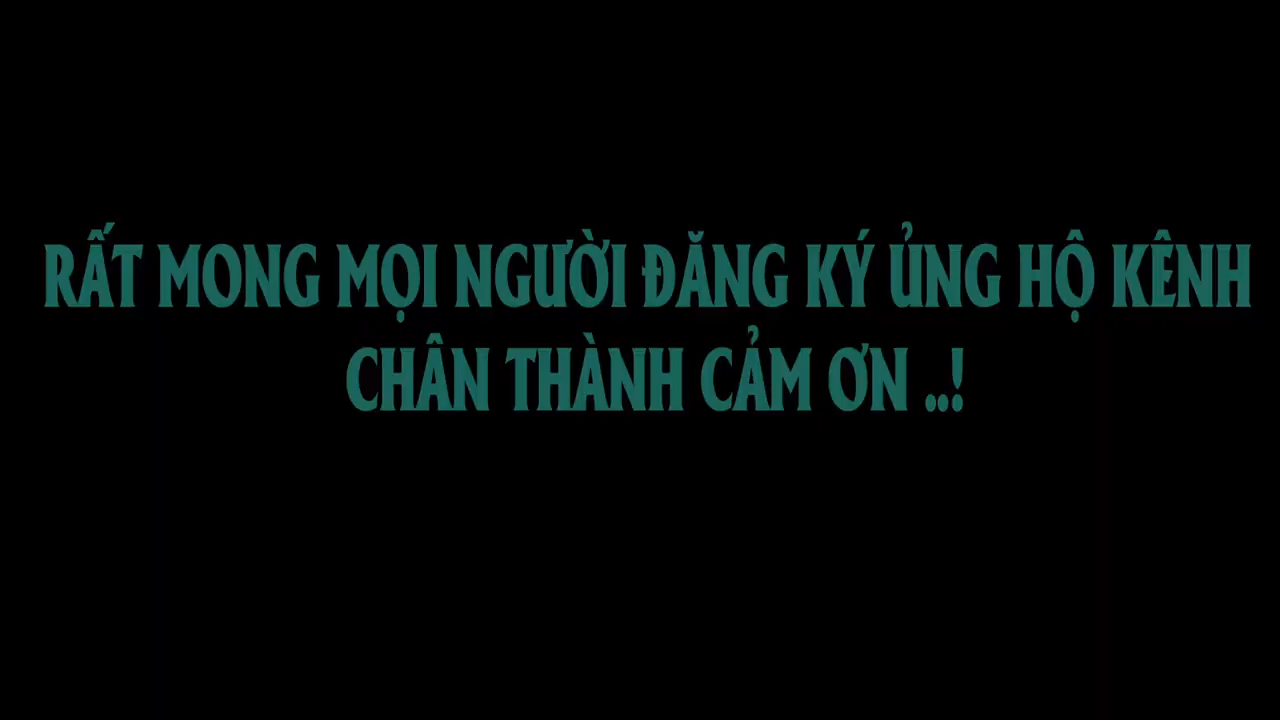 RẤT MONG MỌI NGƯỜI ĐĂNG KÝ ỦNG HỘ KÊNH
CHÂN THÀNH CẢM ƠN ..!